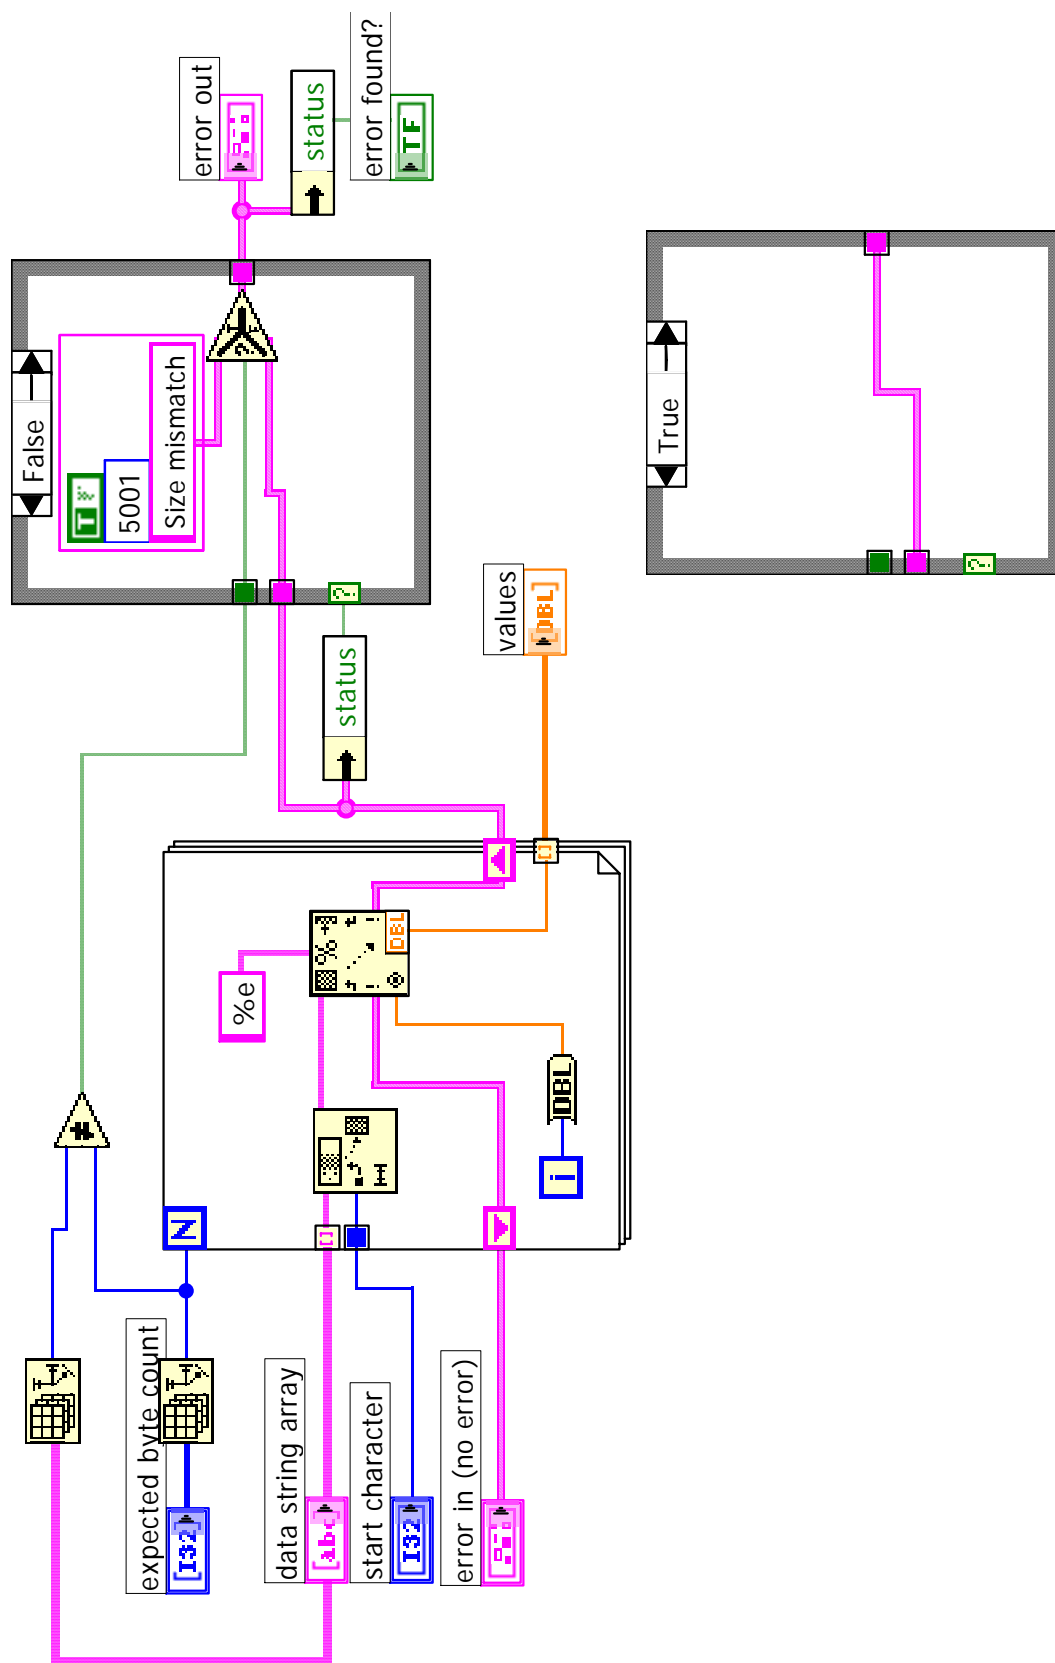 expected byte count
[I32]
data string array
[abc]
start character
I32
error in (no error)
N
i
DBL
%e
%
DBL
values
[DBL]
status
False
T F
5001
Size mismatch
?
?
error out
status
error found?
TF
True
?